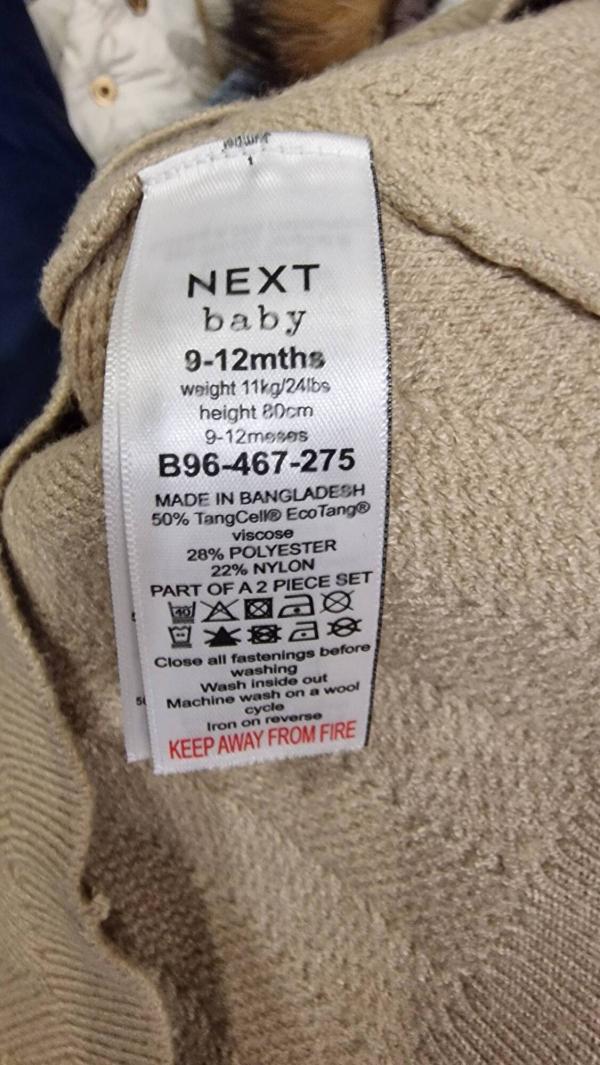 NEXT
baby
9-12mths
weight 11kg/24lbs
height 80cm
9-12meses
B96-467-275
MADE IN BANGLADESH
50% TangCell® EcoTang®
viscose
28% POLYESTER
22% NYLON
PART OF A 2 PIECE SET
40
Close all fastenings before
washing
Wash inside out
Machine wash on a wool
cycle
Iron on reverse
KEEP AWAY FROM FIRE